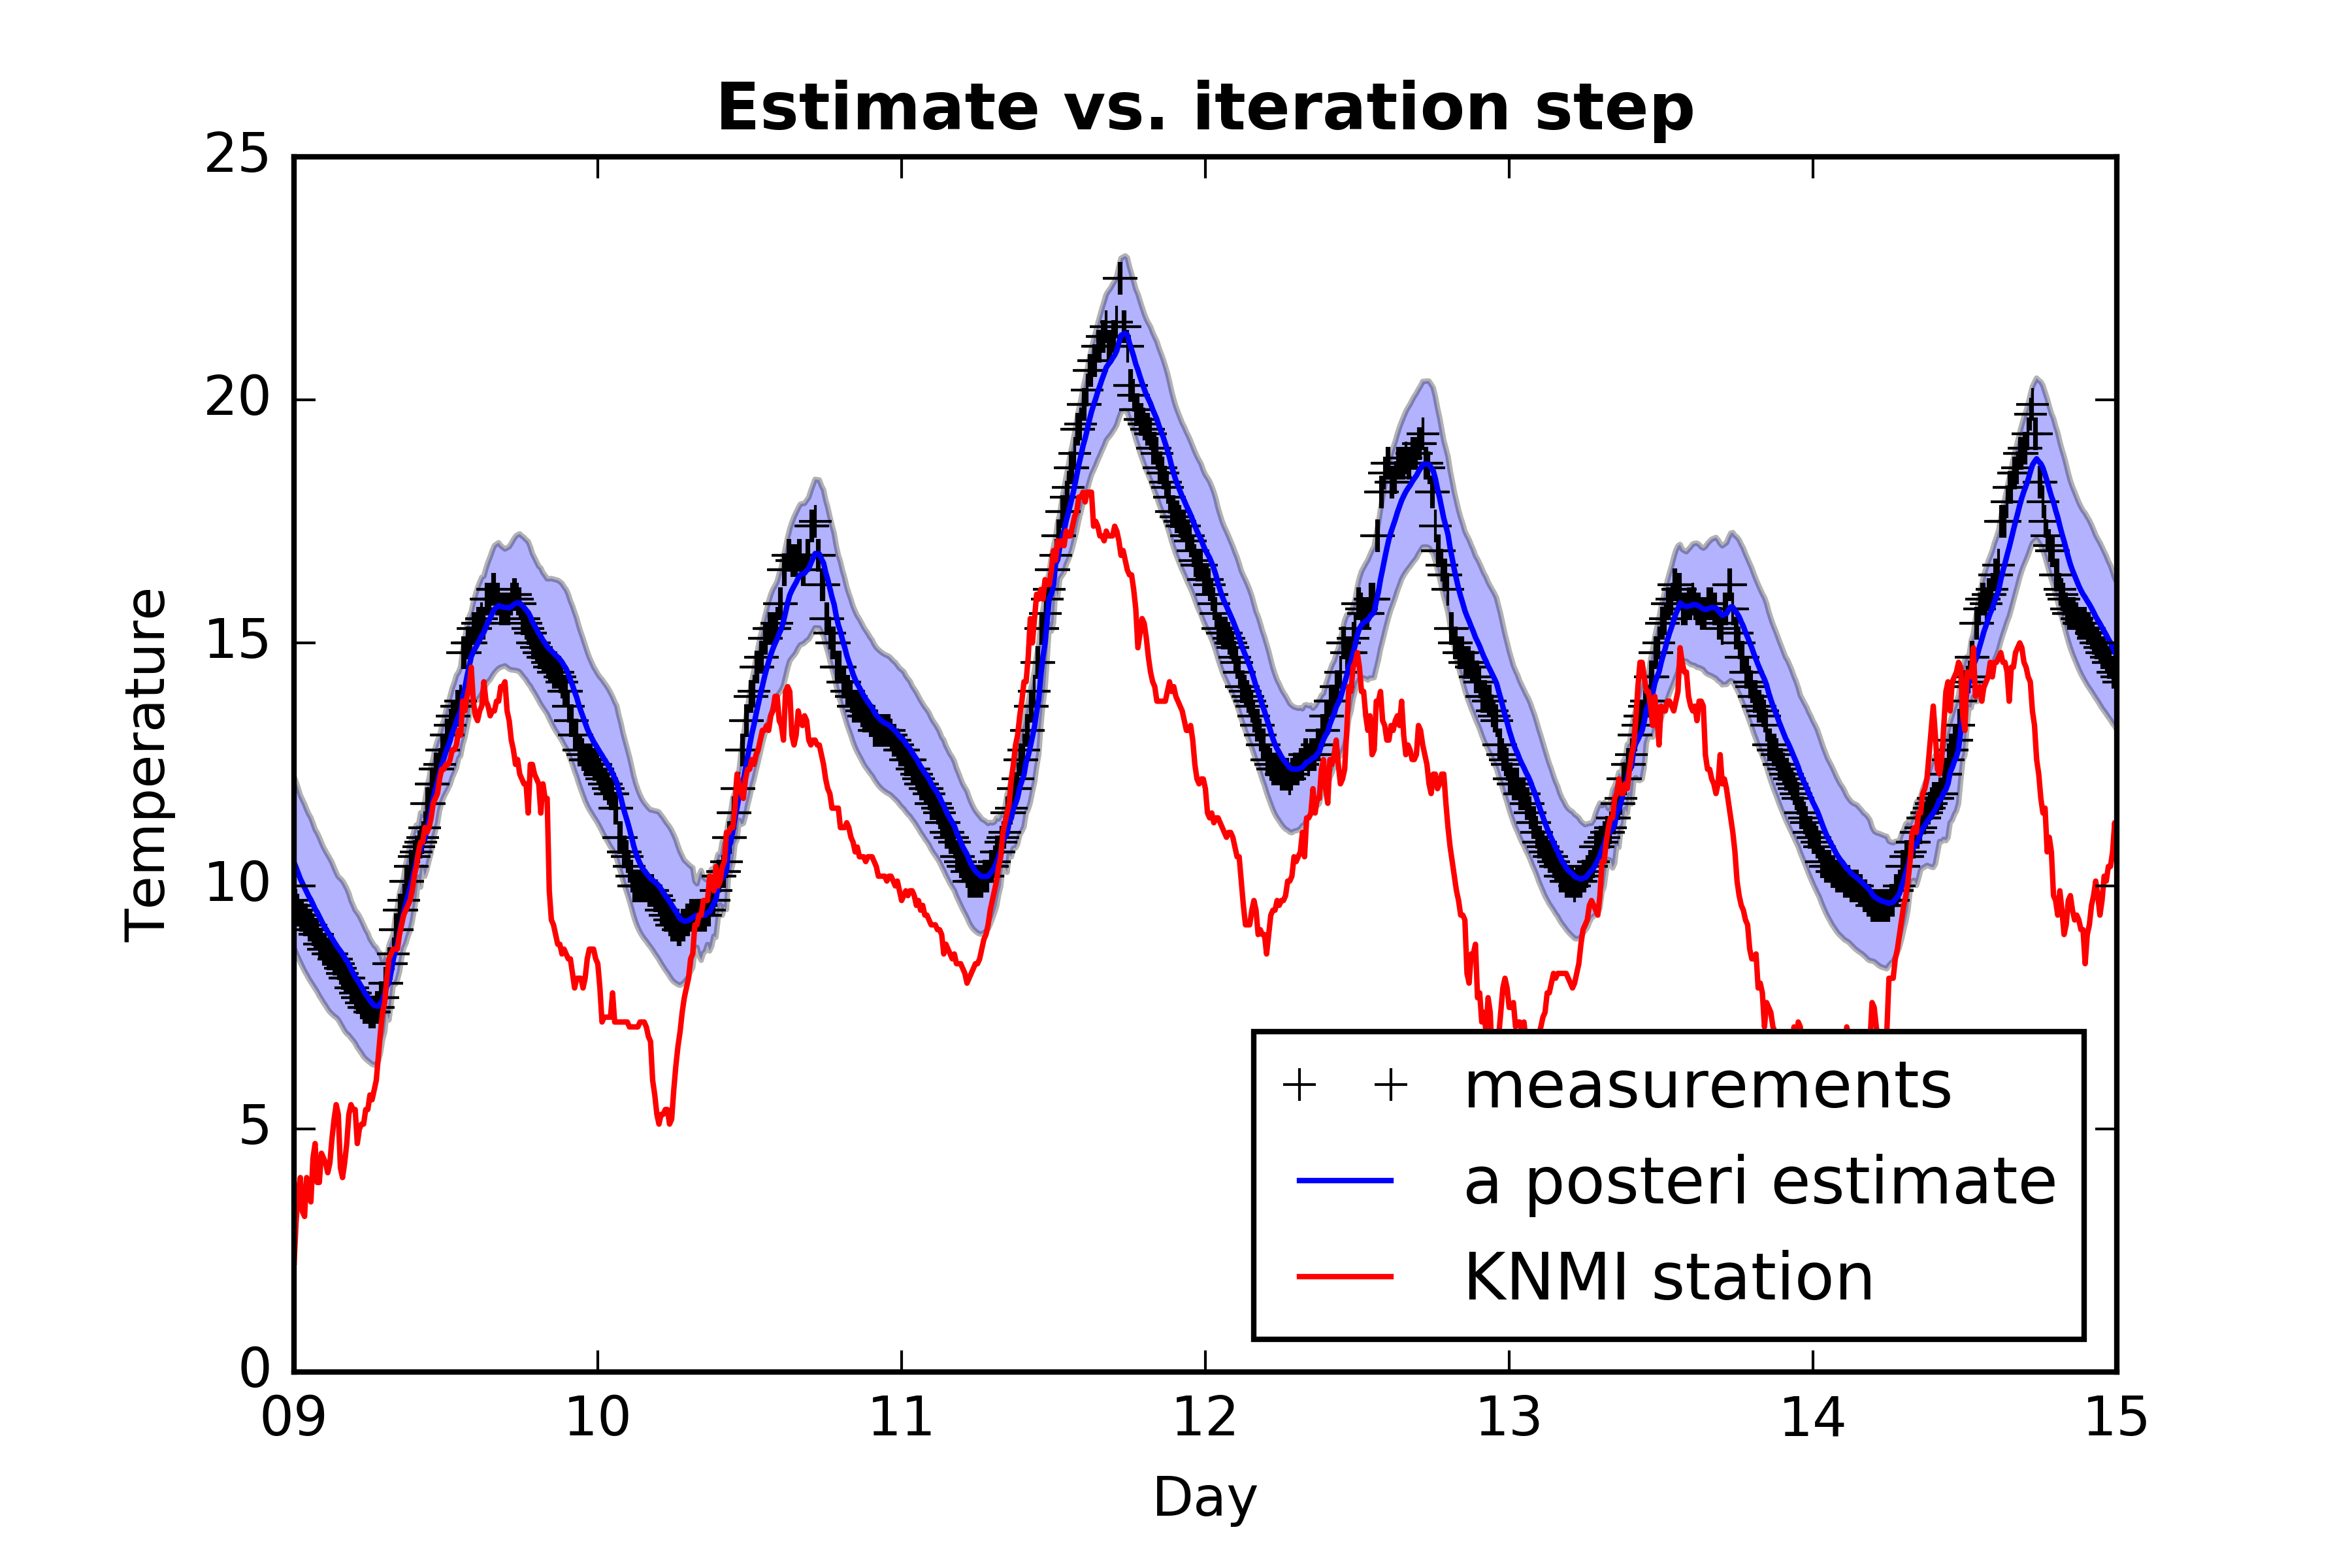 Estimate vs. iteration step
25
20
15
10
5
0
Temperature
measurements
a posteri estimate
KNMI station
09 10 11 12 13 14 15
Day